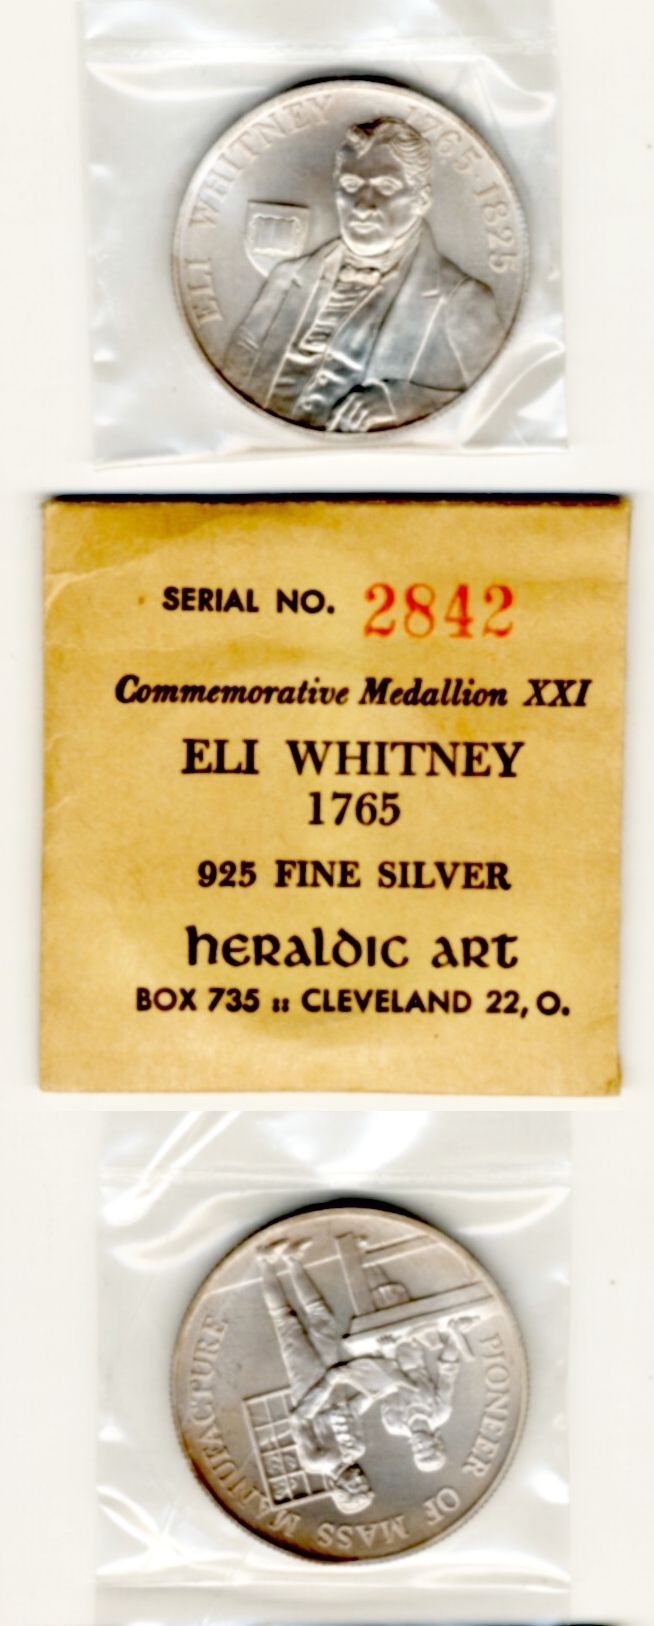 ELI WHITNEY 1765·1825
SERIAL NO. 2842
Commemorative Medallion XXI
ELI WHITNEY
1765
925 FINE SILVER
heraldic art
BOX 735 :: CLEVELAND 22, O.
PIONEER OF MASS MANUFACTURE